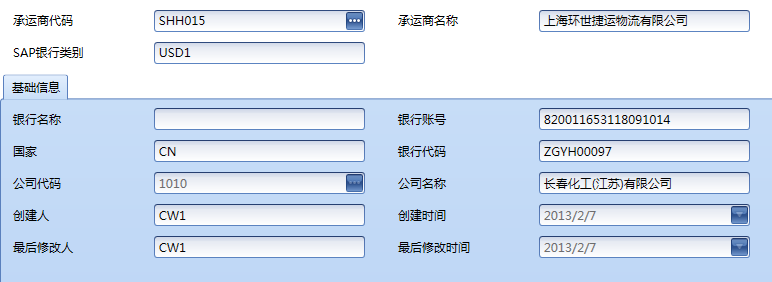 承运商代码 SHH015 承运商名称 上海环世捷运物流有限公司
SAP银行类别 USD1
基础信息
银行名称 银行账号 820011653118091014
国家 CN 银行代码 ZGYH00097
公司代码 1010 公司名称 长春化工(江苏)有限公司
创建人 CW1 创建时间 2013/2/7
最后修改人 CW1 最后修改时间 2013/2/7